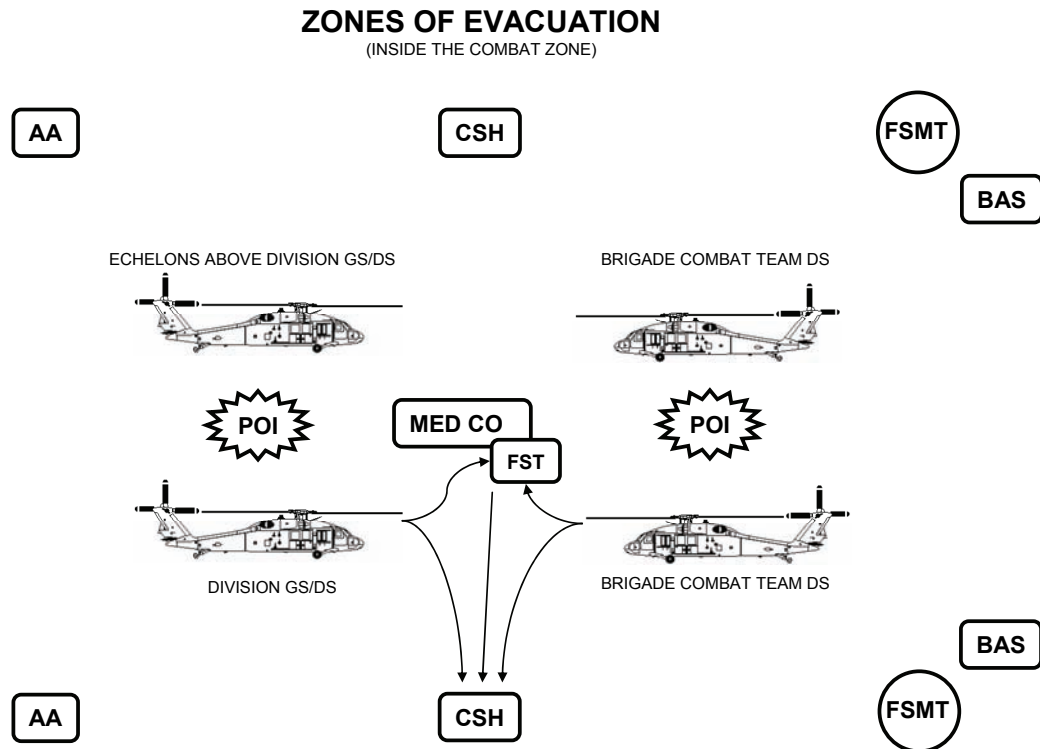 ZONES OF EVACUATION
(INSIDE THE COMBAT ZONE)
AA
CSH
FSMT
BAS
ECHELONS ABOVE DIVISION GS/DS
BRIGADE COMBAT TEAM DS
POI
MED CO
FST
POI
DIVISION GS/DS
BRIGADE COMBAT TEAM DS
BAS
AA
CSH
FSMT